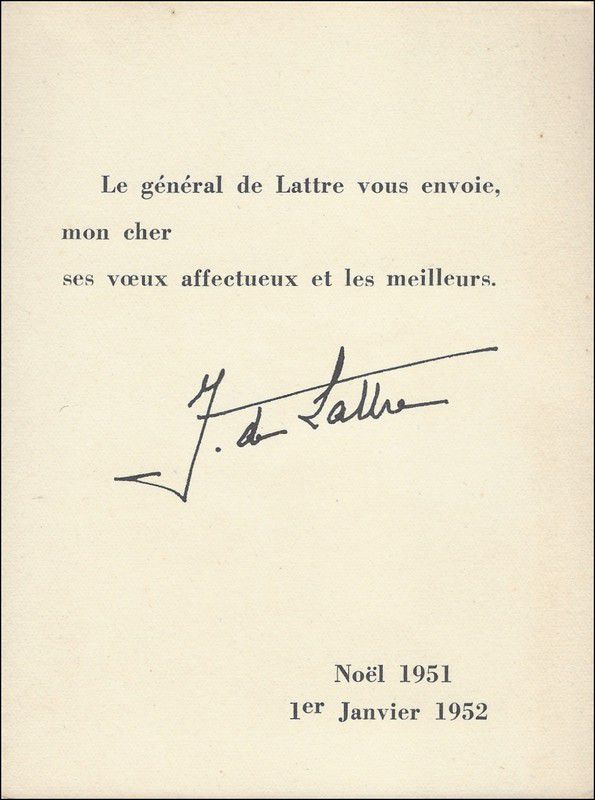 Le général de Lattre vous envoie,
mon cher
ses vœux affectueux et les meilleurs.
J. de Lattre
Noël 1951
1er Janvier 1952